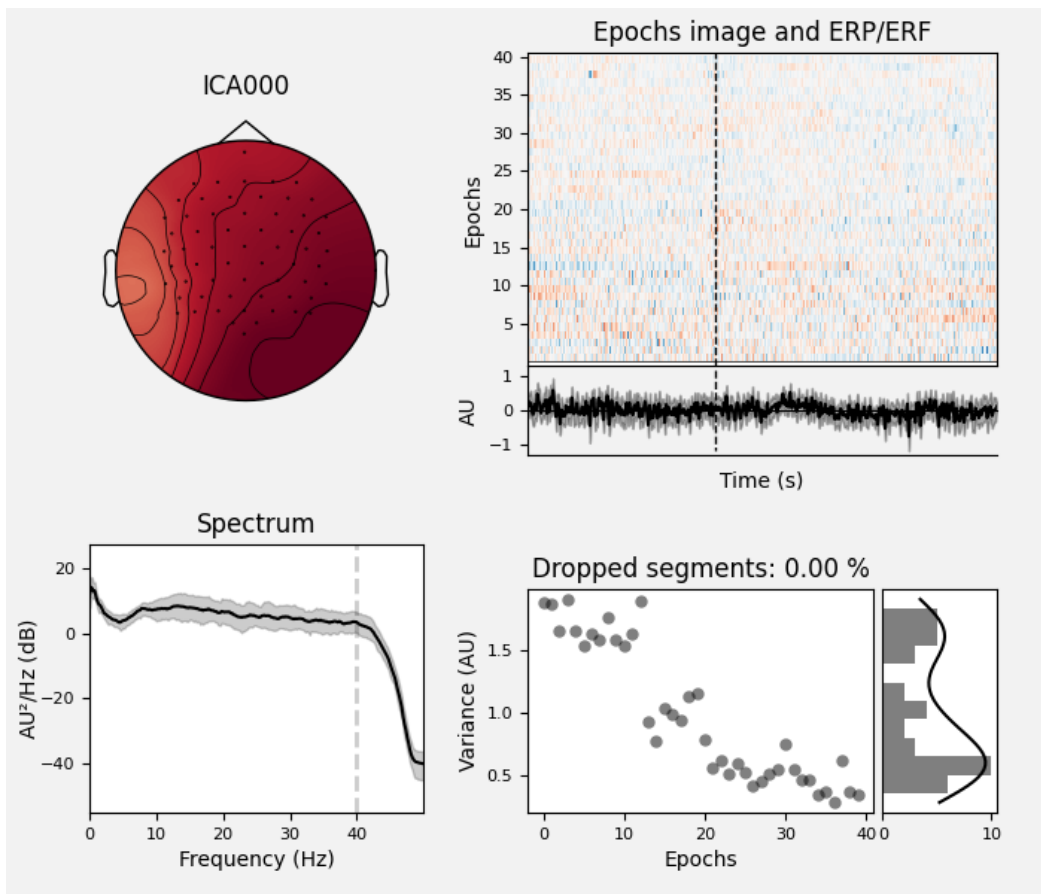 ICA000
Epochs image and ERP/ERF
Epochs
40
35
30
25
20
15
10
5
AU
1
0
−1
Time (s)
Spectrum
AU²/Hz (dB)
20
0
−20
−40
0 10 20 30 40
Frequency (Hz)
Dropped segments: 0.00 %
Variance (AU)
1.5
1.0
0.5
0 10 20 30 40
Epochs
0 10